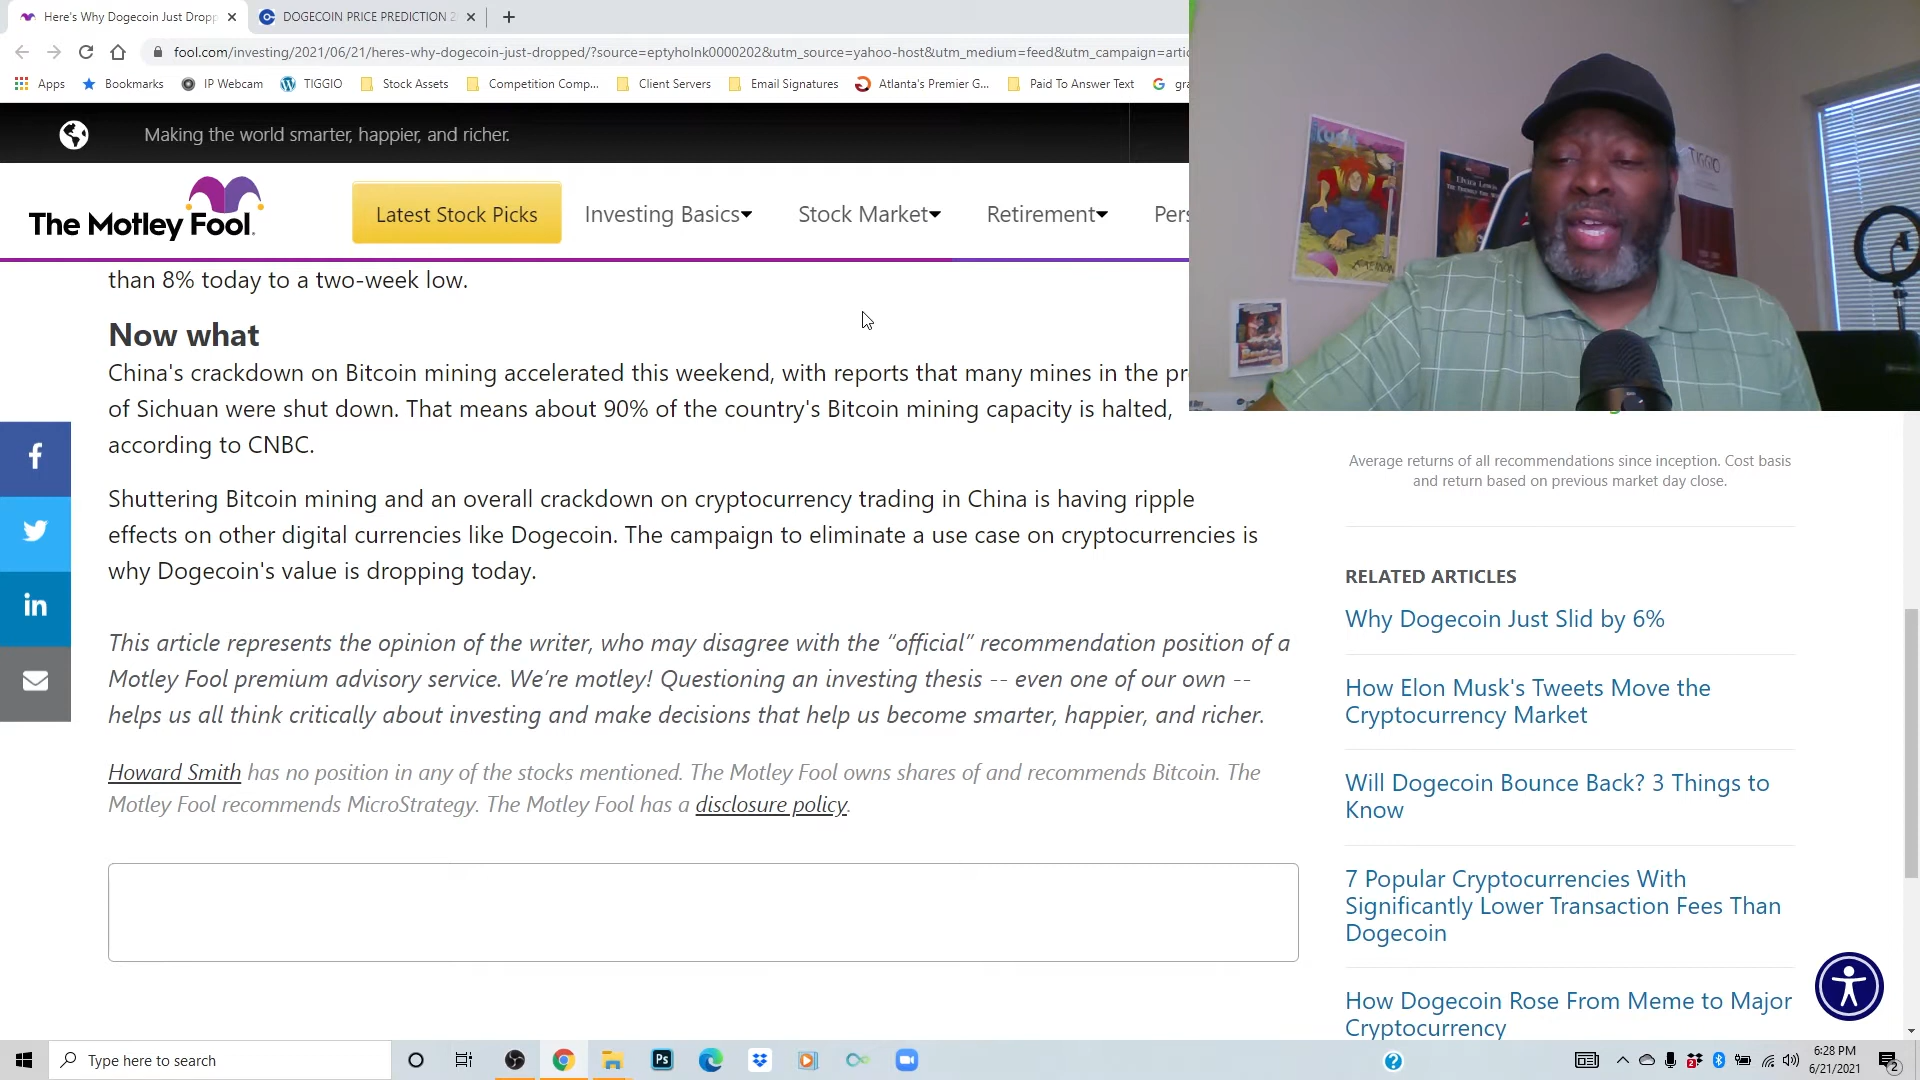 Here's Why Dogecoin Just Dropp
DOGECOIN PRICE PREDICTION 2
fool.com/investing/2021/06/21/heres-why-dogecoin-just-dropped/?source=eptyholnk0000202&utm_source=yahoo-host&utm_medium=feed&utm_campaign=artic
Apps
Bookmarks
IP Webcam
TIGGIO
Stock Assets
Competition Comp...
Client Servers
Email Signatures
Atlanta's Premier G...
Paid To Answer Text
gra
Making the world smarter, happier, and richer.
The Motley Fool.
Latest Stock Picks
Investing Basics
Stock Market
Retirement
Pers
TIGGIO
than 8% today to a two-week low.
Now what
China's crackdown on Bitcoin mining accelerated this weekend, with reports that many mines in the pr
of Sichuan were shut down. That means about 90% of the country's Bitcoin mining capacity is halted,
according to CNBC.
Shuttering Bitcoin mining and an overall crackdown on cryptocurrency trading in China is having ripple
effects on other digital currencies like Dogecoin. The campaign to eliminate a use case on cryptocurrencies is
why Dogecoin's value is dropping today.
This article represents the opinion of the writer, who may disagree with the “official” recommendation position of a
Motley Fool premium advisory service. We’re motley! Questioning an investing thesis -- even one of our own --
helps us all think critically about investing and make decisions that help us become smarter, happier, and richer.
Howard Smith has no position in any of the stocks mentioned. The Motley Fool owns shares of and recommends Bitcoin. The
Motley Fool recommends MicroStrategy. The Motley Fool has a disclosure policy.
Average returns of all recommendations since inception. Cost basis
and return based on previous market day close.
RELATED ARTICLES
Why Dogecoin Just Slid by 6%
How Elon Musk's Tweets Move the
Cryptocurrency Market
Will Dogecoin Bounce Back? 3 Things to
Know
7 Popular Cryptocurrencies With
Significantly Lower Transaction Fees Than
Dogecoin
How Dogecoin Rose From Meme to Major
Cryptocurrency
Type here to search
Ps
6:28 PM
6/21/2021
2